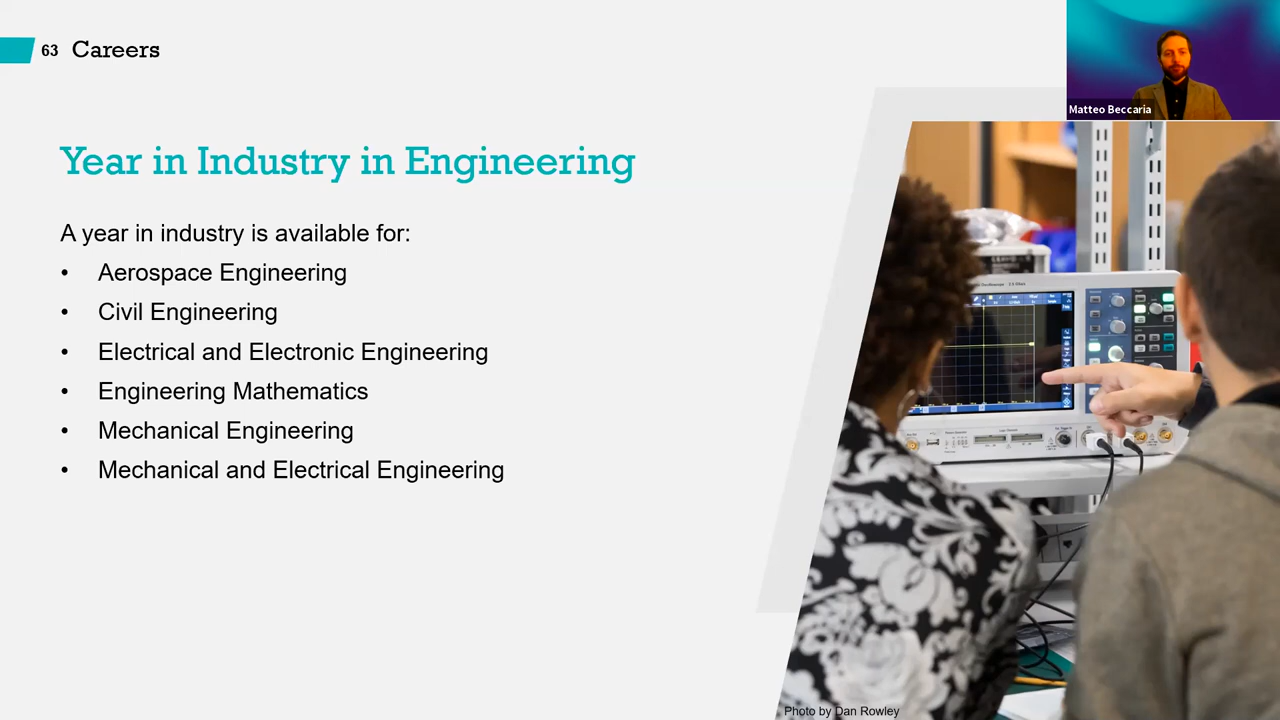 63 Careers
Matteo Beccaria
Year in Industry in Engineering
A year in industry is available for:
• Aerospace Engineering
• Civil Engineering
• Electrical and Electronic Engineering
• Engineering Mathematics
• Mechanical Engineering
• Mechanical and Electrical Engineering
Photo by Dan Rowley